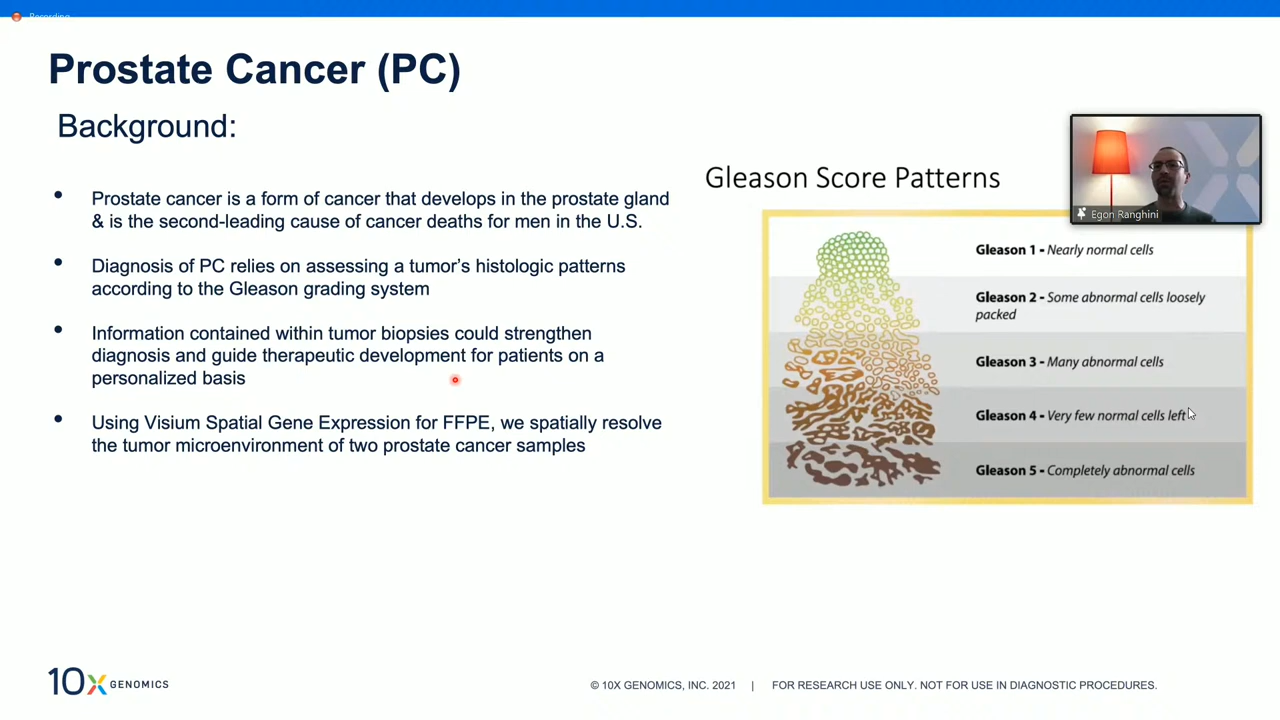 Recording
Prostate Cancer (PC)
Background:
• Prostate cancer is a form of cancer that develops in the prostate gland
& is the second-leading cause of cancer deaths for men in the U.S.
• Diagnosis of PC relies on assessing a tumor's histologic patterns
according to the Gleason grading system
• Information contained within tumor biopsies could strengthen
diagnosis and guide therapeutic development for patients on a
personalized basis
• Using Visium Spatial Gene Expression for FFPE, we spatially resolve
the tumor microenvironment of two prostate cancer samples
Gleason Score Patterns
Egon Ranghini
Gleason 1 - Nearly normal cells
Gleason 2 - Some abnormal cells loosely
packed
Gleason 3 - Many abnormal cells
Gleason 4 - Very few normal cells left
Gleason 5 - Completely abnormal cells
10x GENOMICS
© 10X GENOMICS, INC. 2021 | FOR RESEARCH USE ONLY. NOT FOR USE IN DIAGNOSTIC PROCEDURES.